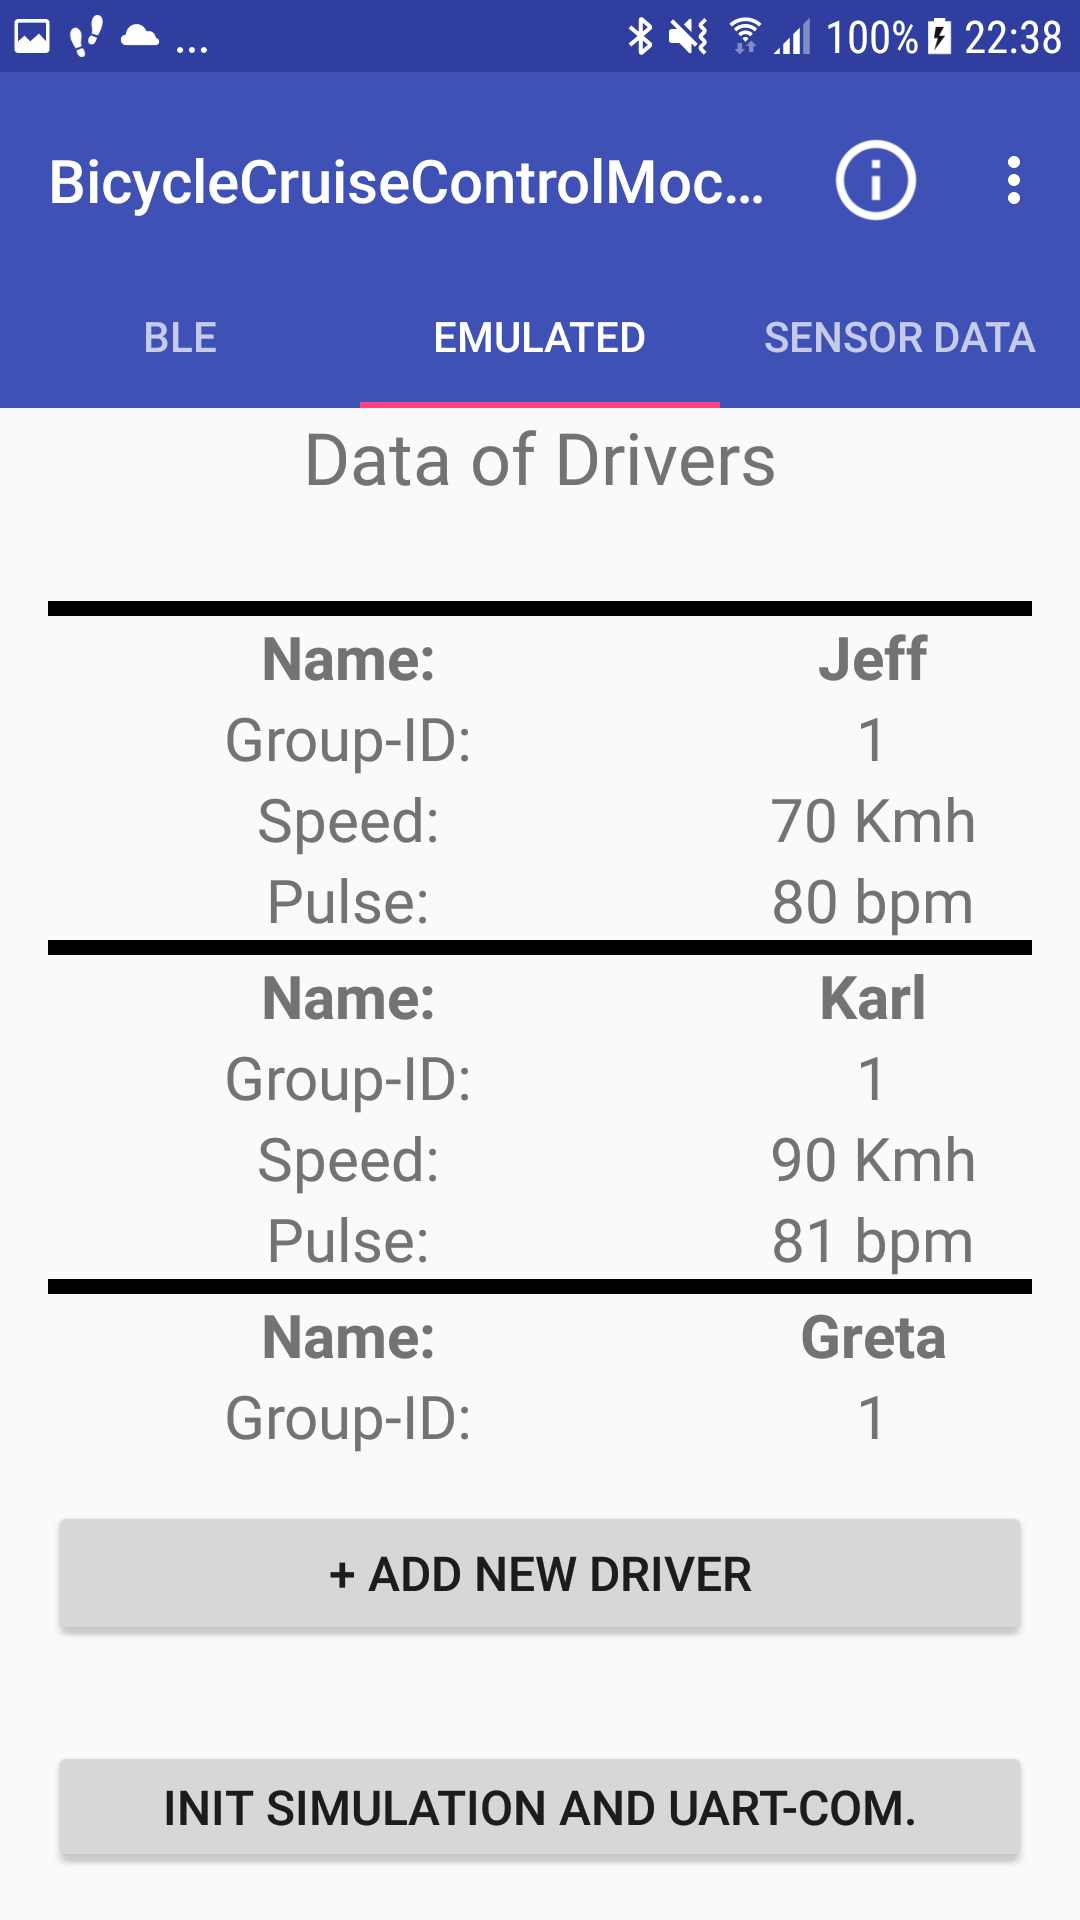 ... 100% 22:38
BicycleCruiseControlMoc...
BLE EMULATED SENSOR DATA
Data of Drivers
Name: Jeff
Group-ID: 1
Speed: 70 Kmh
Pulse: 80 bpm
Name: Karl
Group-ID: 1
Speed: 90 Kmh
Pulse: 81 bpm
Name: Greta
Group-ID: 1
+ ADD NEW DRIVER
INIT SIMULATION AND UART-COM.